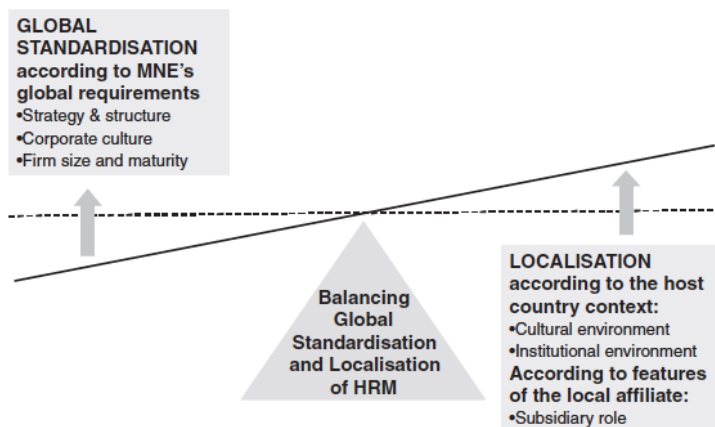 GLOBAL
STANDARDISATION
according to MNE's
global requirements
•Strategy & structure
•Corporate culture
•Firm size and maturity
Balancing
Global
Standardisation
and Localisation
of HRM
LOCALISATION
according to the host
country context:
•Cultural environment
•Institutional environment
According to features
of the local affiliate:
•Subsidiary role